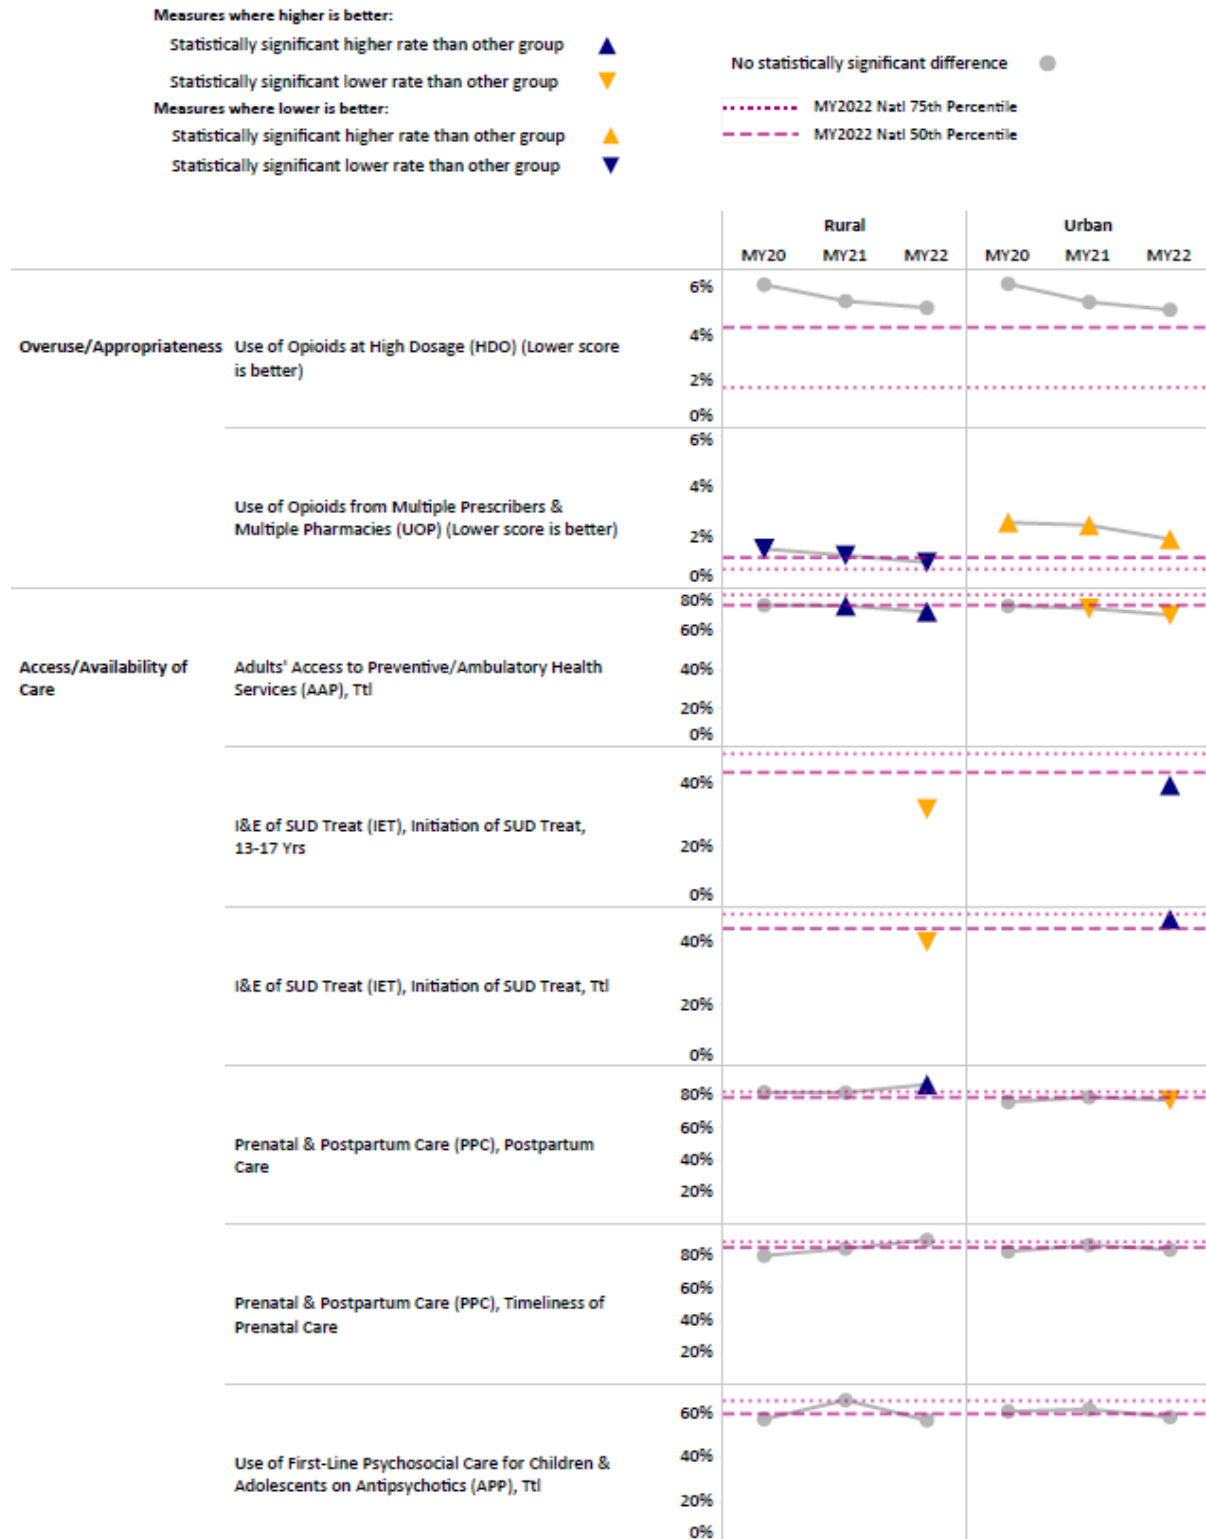 Measures where higher is better:
Statistically significant higher rate than other group
Statistically significant lower rate than other group
Measures where lower is better:
Statistically significant higher rate than other group
Statistically significant lower rate than other group
No statistically significant difference
MY2022 Natl 75th Percentile
MY2022 Natl 50th Percentile
Rural Urban
MY20 MY21 MY22 MY20 MY21 MY22
Overuse/Appropriateness
Use of Opioids at High Dosage (HDO) (Lower score
is better)
6%
4%
2%
0%
Use of Opioids from Multiple Prescribers &
Multiple Pharmacies (UOP) (Lower score is better)
6%
4%
2%
0%
Access/Availability of
Care
Adults' Access to Preventive/Ambulatory Health
Services (AAP), Ttl
80%
60%
40%
20%
0%
I&E of SUD Treat (IET), Initiation of SUD Treat,
13-17 Yrs
40%
20%
0%
I&E of SUD Treat (IET), Initiation of SUD Treat, Ttl
40%
20%
0%
Prenatal & Postpartum Care (PPC), Postpartum
Care
80%
60%
40%
20%
Prenatal & Postpartum Care (PPC), Timeliness of
Prenatal Care
80%
60%
40%
20%
Use of First-Line Psychosocial Care for Children &
Adolescents on Antipsychotics (APP), Ttl
60%
40%
20%
0%